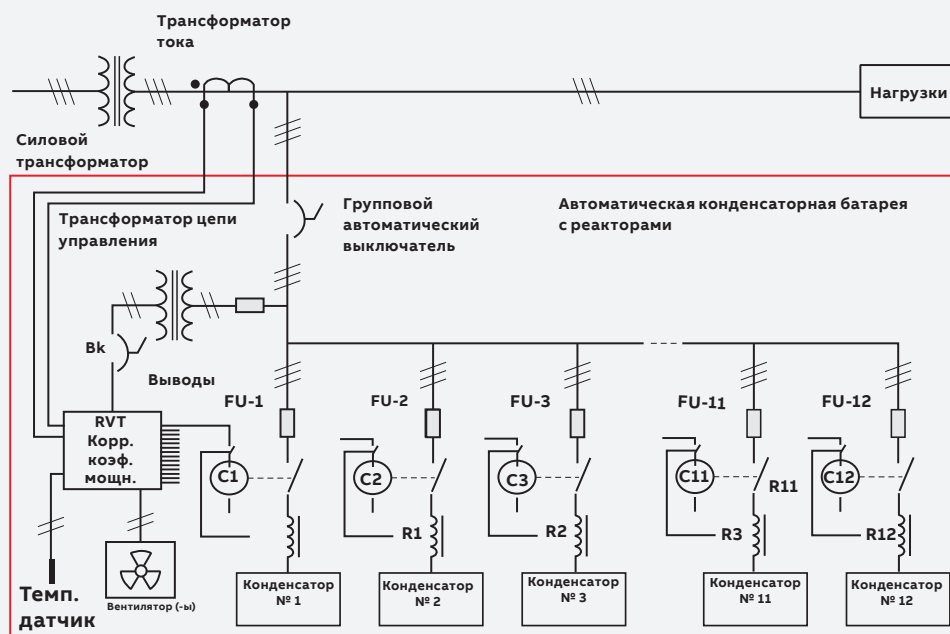 Трансформатор
тока
Нагрузки
Силовой
трансформатор
Трансформатор цепи
управления
Групповой
автоматический
выключатель
Автоматическая конденсаторная батарея
с реакторами
Bk
Выводы
FU-1
FU-2
FU-3
FU-11
FU-12
RVT
Корр.
коэф.
мощн.
C1
C2
C3
C11
R11
C12
R1
R2
R3
R12
Темп.
датчик
Вентилятор (-ы)
Конденсатор
№ 1
Конденсатор
№ 2
Конденсатор
№ 3
Конденсатор
№ 11
Конденсатор
№ 12